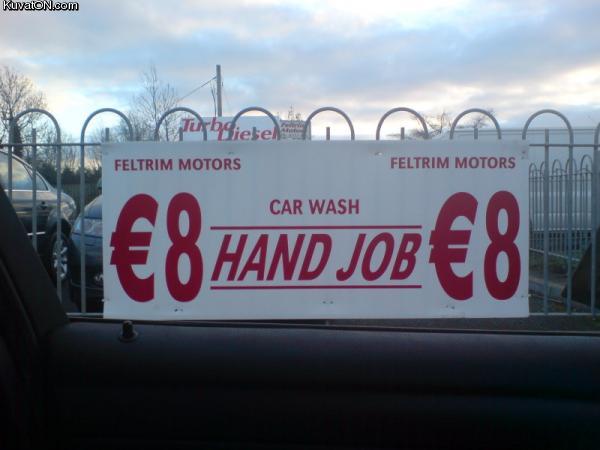 KuvatON.com
Turbo Diesel
FELTRIM MOTORS
FELTRIM MOTORS
CAR WASH
€8 HAND JOB €8